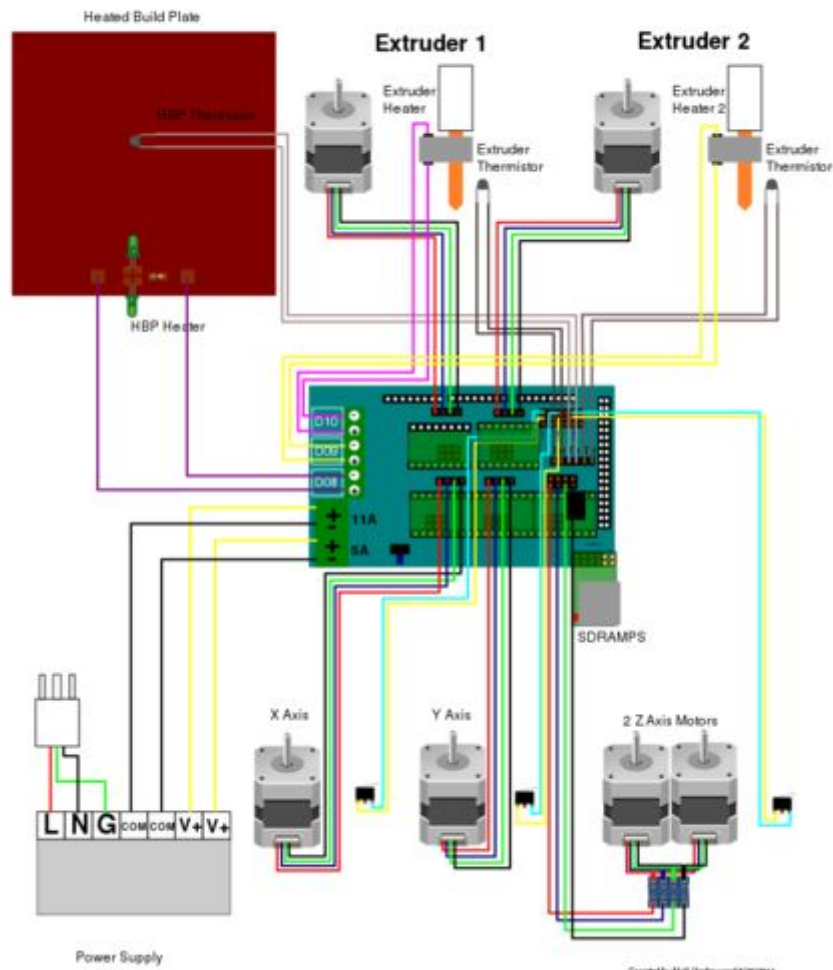 Heated Build Plate
Extruder 1
Extruder 2
Extruder
Heater
Extruder
Heater 2
HBP Thermistor
Extruder
Thermistor
Extruder
Thermistor
HBP Heater
D10
D09
D08
+
-
11A
+
-
5A
SDRAMPS
X Axis
Y Axis
2 Z Axis Motors
L N G COM COM V+ V+
Power Supply